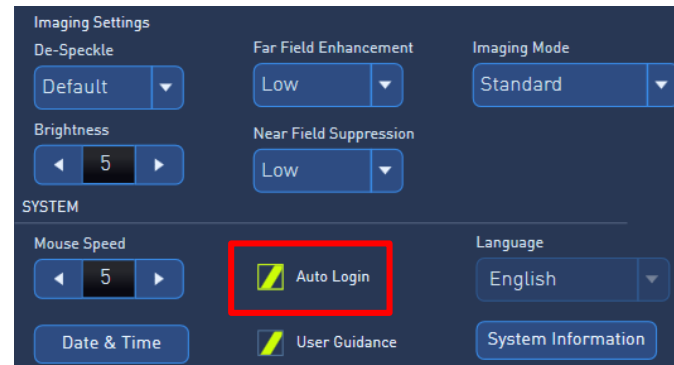 Imaging Settings
De-Speckle Far Field Enhancement Imaging Mode
Default Low Standard
Brightness Near Field Suppression
5 Low
SYSTEM
Mouse Speed Language
5 Auto Login English
Date & Time User Guidance System Information